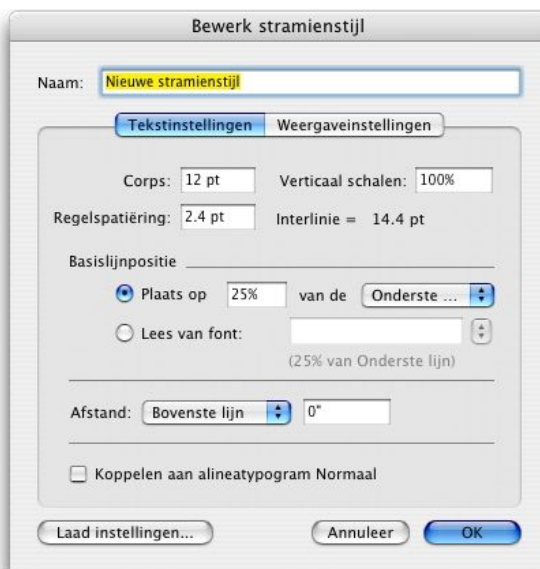 Bewerk stramienstijl
Naam: Nieuwe stramienstijl
Tekstinstellingen Weergaveinstellingen
Corps: 12 pt Verticaal schalen: 100%
Regelspatiëring: 2.4 pt Interlinie = 14.4 pt
Basislijnpositie
Plaats op 25% van de Onderste ...
Lees van font:
(25% van Onderste lijn)
Afstand: Bovenste lijn 0"
Koppelen aan alineatypogram Normaal
Laad instellingen... Annuleer OK